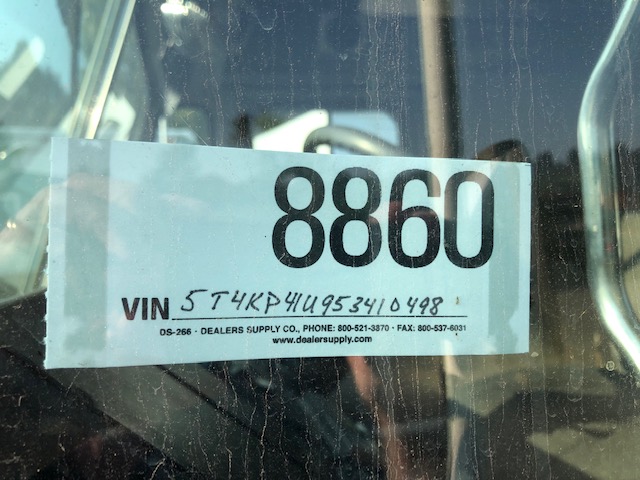 8860
VIN 5T4KP41U953410498
DS-266 · DEALERS SUPPLY CO., PHONE: 800-521-3870 · FAX: 800-537-6031
www.dealersupply.com